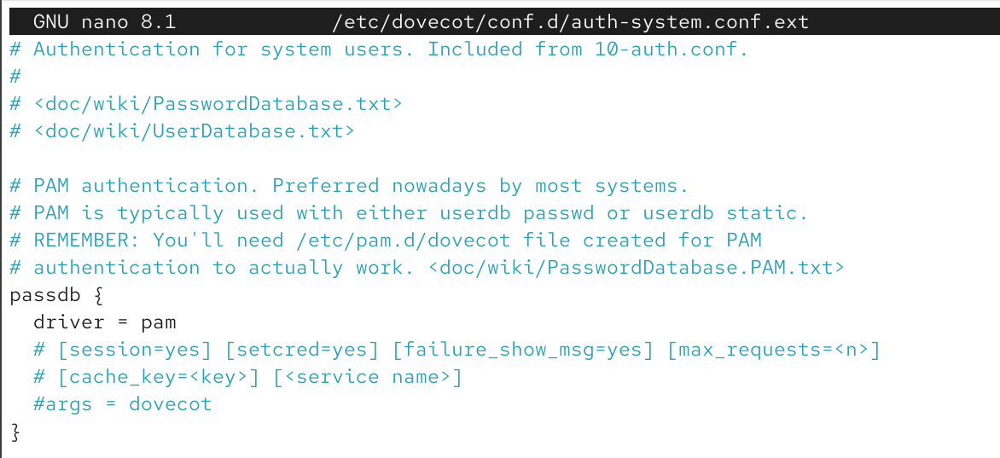 GNU nano 8.1 /etc/dovecot/conf.d/auth-system.conf.ext
# Authentication for system users. Included from 10-auth.conf.
#
# <doc/wiki/PasswordDatabase.txt>
# <doc/wiki/UserDatabase.txt>
# PAM authentication. Preferred nowadays by most systems.
# PAM is typically used with either userdb passwd or userdb static.
# REMEMBER: You'll need /etc/pam.d/dovecot file created for PAM
# authentication to actually work. <doc/wiki/PasswordDatabase.PAM.txt>
passdb {
  driver = pam
  # [session=yes] [setcred=yes] [failure_show_msg=yes] [max_requests=<n>]
  # [cache_key=<key>] [<service name>]
  #args = dovecot
}